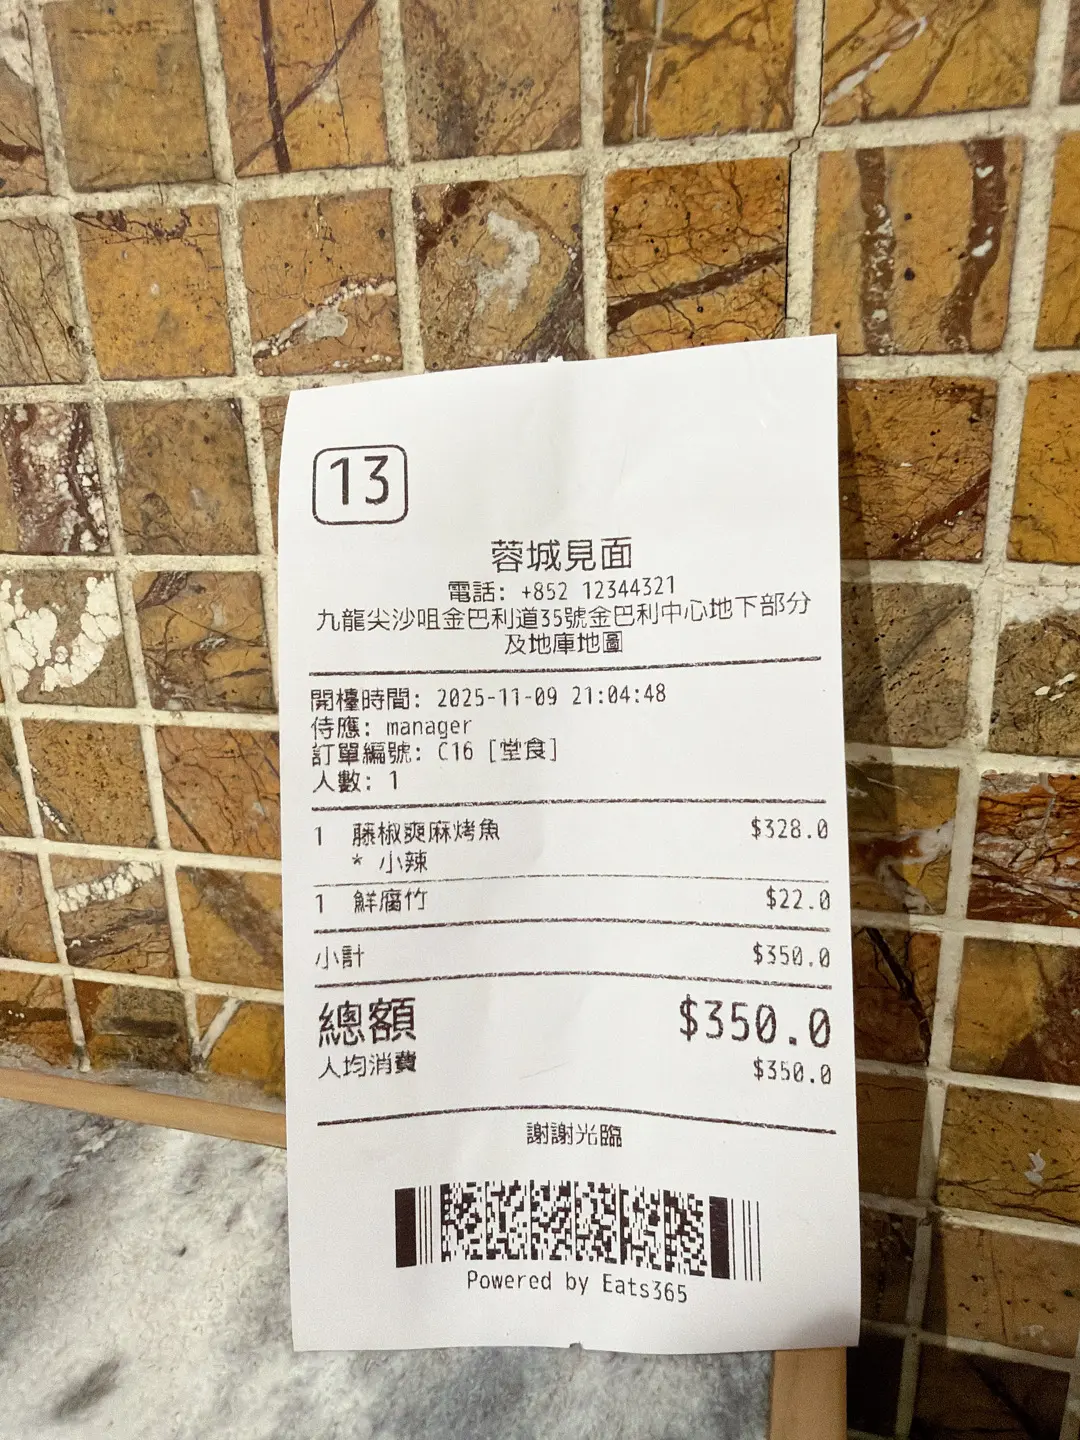 13
蓉城見面
電話: +852 12344321
九龍尖沙咀金巴利道35號金巴利中心地下部分
及地庫地圖
開檯時間: 2025-11-09 21:04:48
侍應: manager
訂單編號: C16 [堂食]
人數: 1
1 藤椒爽麻烤魚 $328.0
* 小辣
1 鮮腐竹 $22.0
小計 $350.0
總額 $350.0
人均消費 $350.0
謝謝光臨
Powered by Eats365